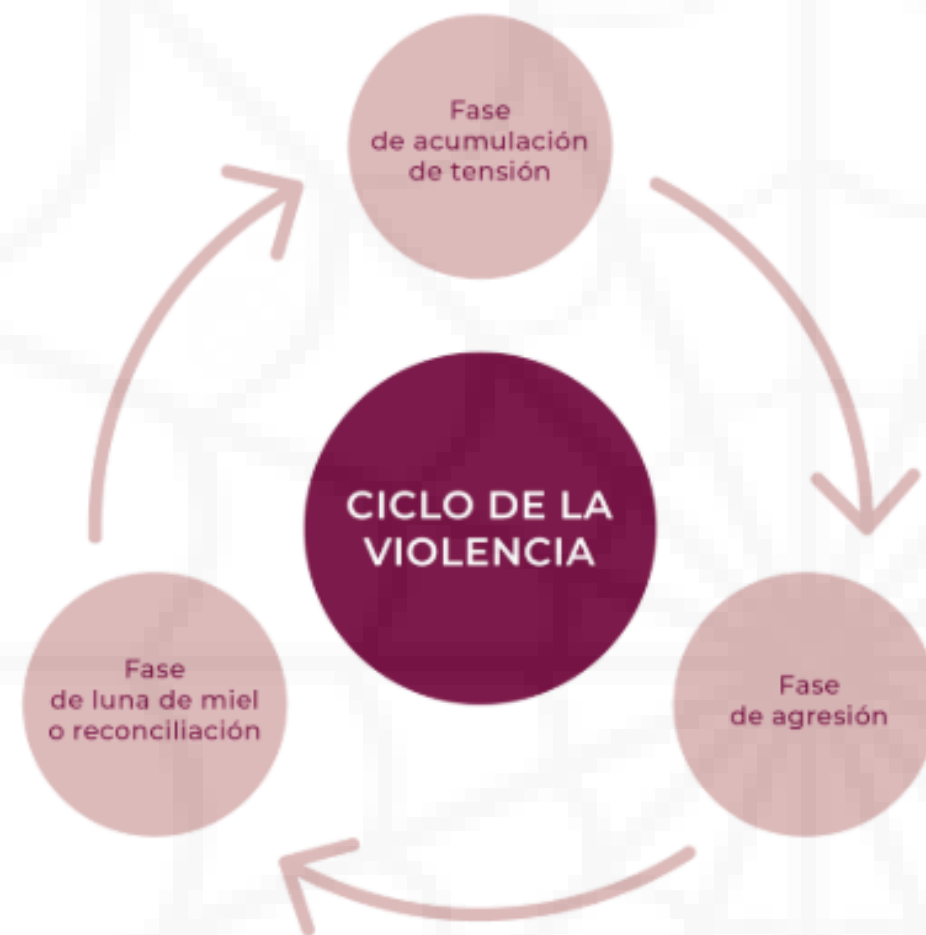 Fase
de acumulación
de tensión
CICLO DE LA
VIOLENCIA
Fase
de agresión
Fase
de luna de miel
o reconciliación